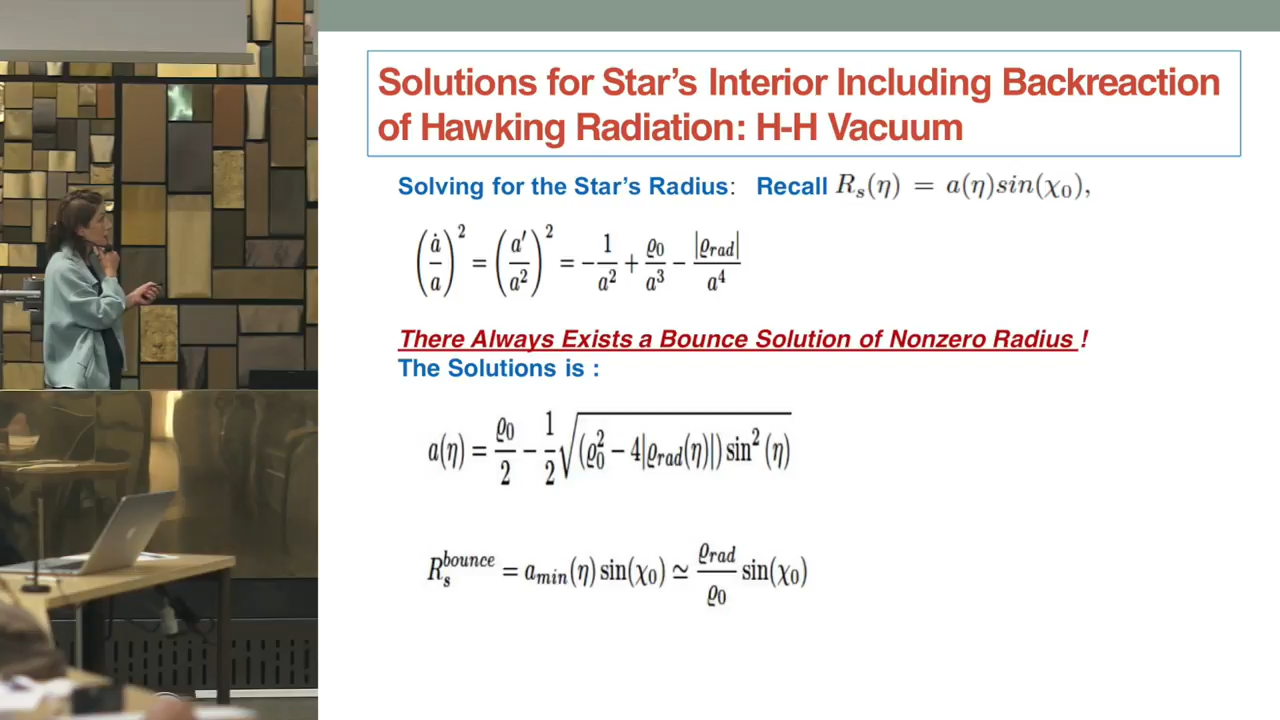 Solutions for Star's Interior Including Backreaction
of Hawking Radiation: H-H Vacuum
Solving for the Star's Radius: Recall R_s(η) = a(η)sin(χ_0),
(ȧ/a)^2 = (a′/a^2)^2 = −1/a^2 + ϱ_0/a^3 − |ϱ_rad|/a^4
There Always Exists a Bounce Solution of Nonzero Radius !
The Solutions is :
a(η) = ϱ_0/2 − 1/2 √((ϱ_0^2 − 4|ϱ_rad(η)|) sin^2 (η)
R_s^bounce = a_min(η) sin(χ_0) ≃ ϱ_rad/ϱ_0 sin(χ_0)